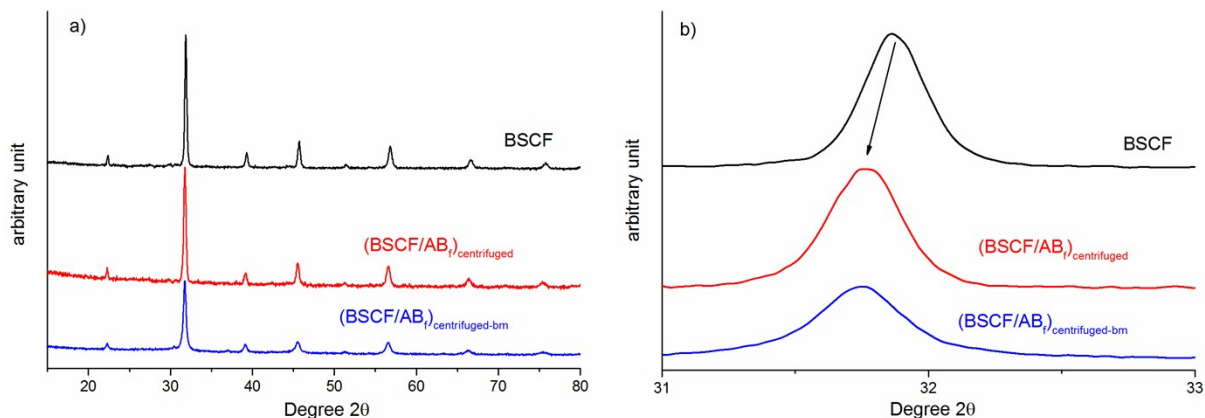 a)
BSCF
(BSCF/ABf)centrifuged
(BSCF/ABf)centrifuged-bm
arbitrary unit
20 30 40 50 60 70 80
Degree 2θ
b)
BSCF
(BSCF/ABf)centrifuged
(BSCF/ABf)centrifuged-bm
arbitrary unit
31 32 33
Degree 2θ